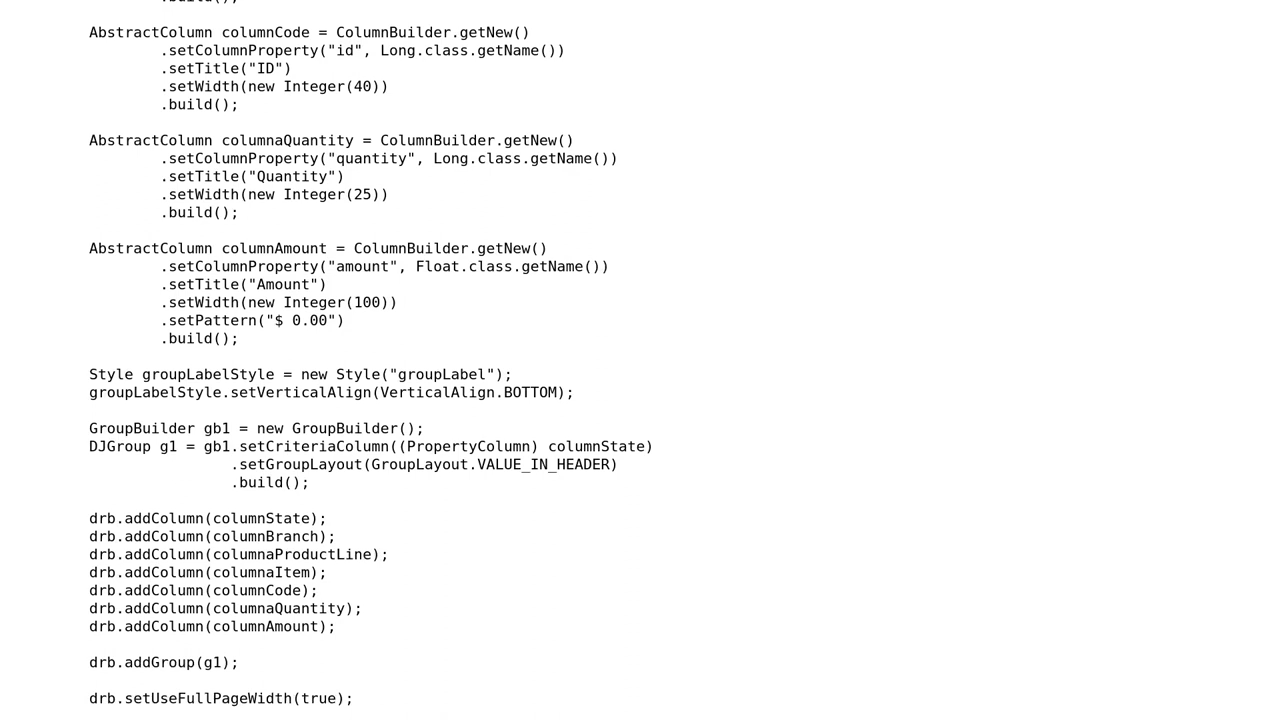 .build();
AbstractColumn columnCode = ColumnBuilder.getNew()
.setColumnProperty("id", Long.class.getName())
.setTitle("ID")
.setWidth(new Integer(40))
.build();
AbstractColumn columnaQuantity = ColumnBuilder.getNew()
.setColumnProperty("quantity", Long.class.getName())
.setTitle("Quantity")
.setWidth(new Integer(25))
.build();
AbstractColumn columnAmount = ColumnBuilder.getNew()
.setColumnProperty("amount", Float.class.getName())
.setTitle("Amount")
.setWidth(new Integer(100))
.setPattern("$ 0.00")
.build();
Style groupLabelStyle = new Style("groupLabel");
groupLabelStyle.setVerticalAlign(VerticalAlign.BOTTOM);
GroupBuilder gb1 = new GroupBuilder();
DJGroup g1 = gb1.setCriteriaColumn((PropertyColumn) columnState)
.setGroupLayout(GroupLayout.VALUE_IN_HEADER)
.build();
drb.addColumn(columnState);
drb.addColumn(columnBranch);
drb.addColumn(columnaProductLine);
drb.addColumn(columnaItem);
drb.addColumn(columnCode);
drb.addColumn(columnaQuantity);
drb.addColumn(columnAmount);
drb.addGroup(g1);
drb.setUseFullPageWidth(true);